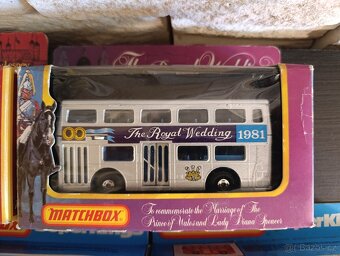 The Royal Wedding 1981
MATCHBOX
To commemorate the Marriage of The
Prince of Wales and Lady Diana Spencer